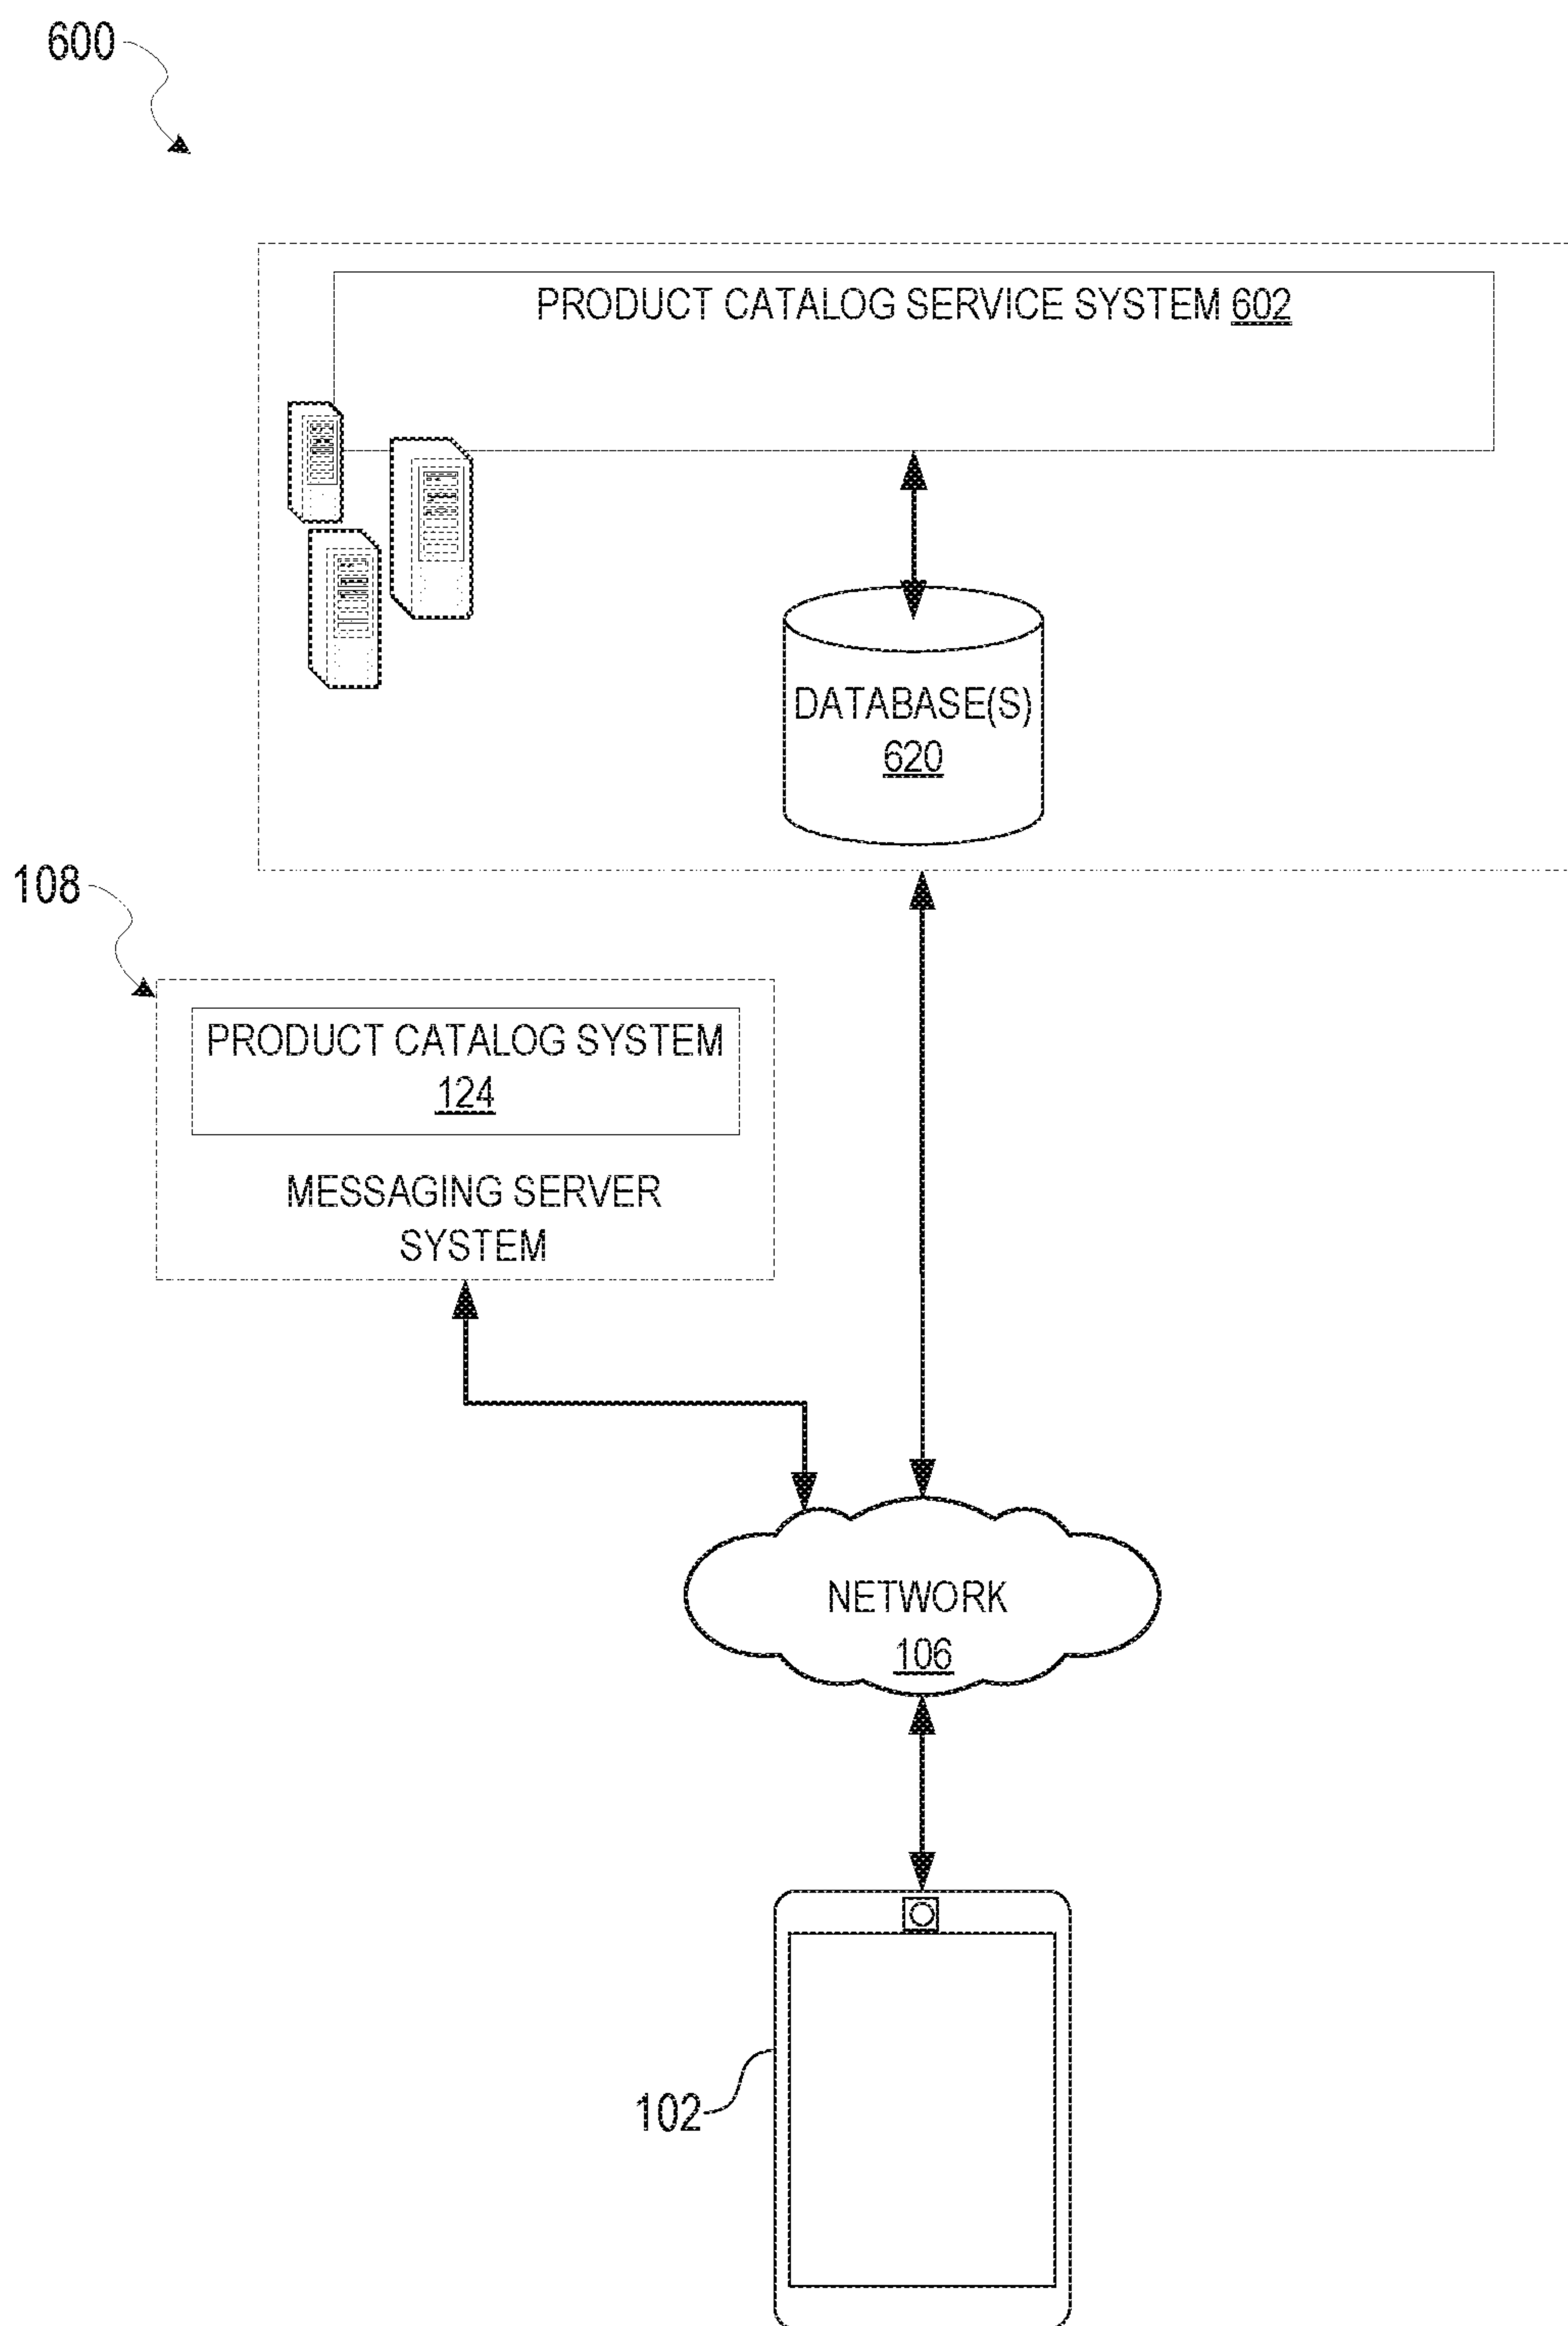 600
PRODUCT CATALOG SERVICE SYSTEM 602
DATABASE(S)
620
108
PRODUCT CATALOG SYSTEM
124
MESSAGING SERVER
SYSTEM
NETWORK
106
102